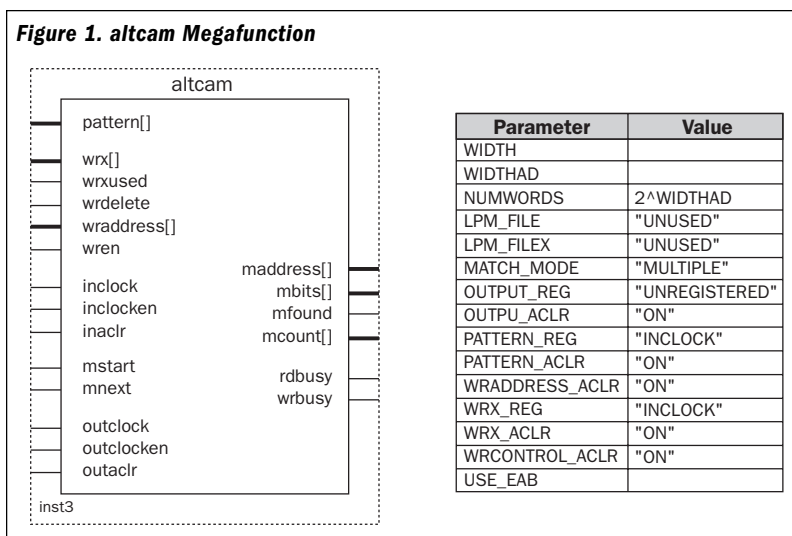 Figure 1. altcam Megafunction
altcam
pattern[]
wrx[]
wrxused
wrdelete
wraddress[]
wren
inclock
inclocken
inaclr
mstart
mnext
outclock
outclocken
outaclr
maddress[]
mbits[]
mfound
mcount[]
rdbusy
wrbusy
inst3
Parameter Value
WIDTH
WIDTHAD
NUMWORDS 2^WIDTHAD
LPM_FILE "UNUSED"
LPM_FILEX "UNUSED"
MATCH_MODE "MULTIPLE"
OUTPUT_REG "UNREGISTERED"
OUTPU_ACLR "ON"
PATTERN_REG "INCLOCK"
PATTERN_ACLR "ON"
WRADDRESS_ACLR "ON"
WRX_REG "INCLOCK"
WRX_ACLR "ON"
WRCONTROL_ACLR "ON"
USE_EAB